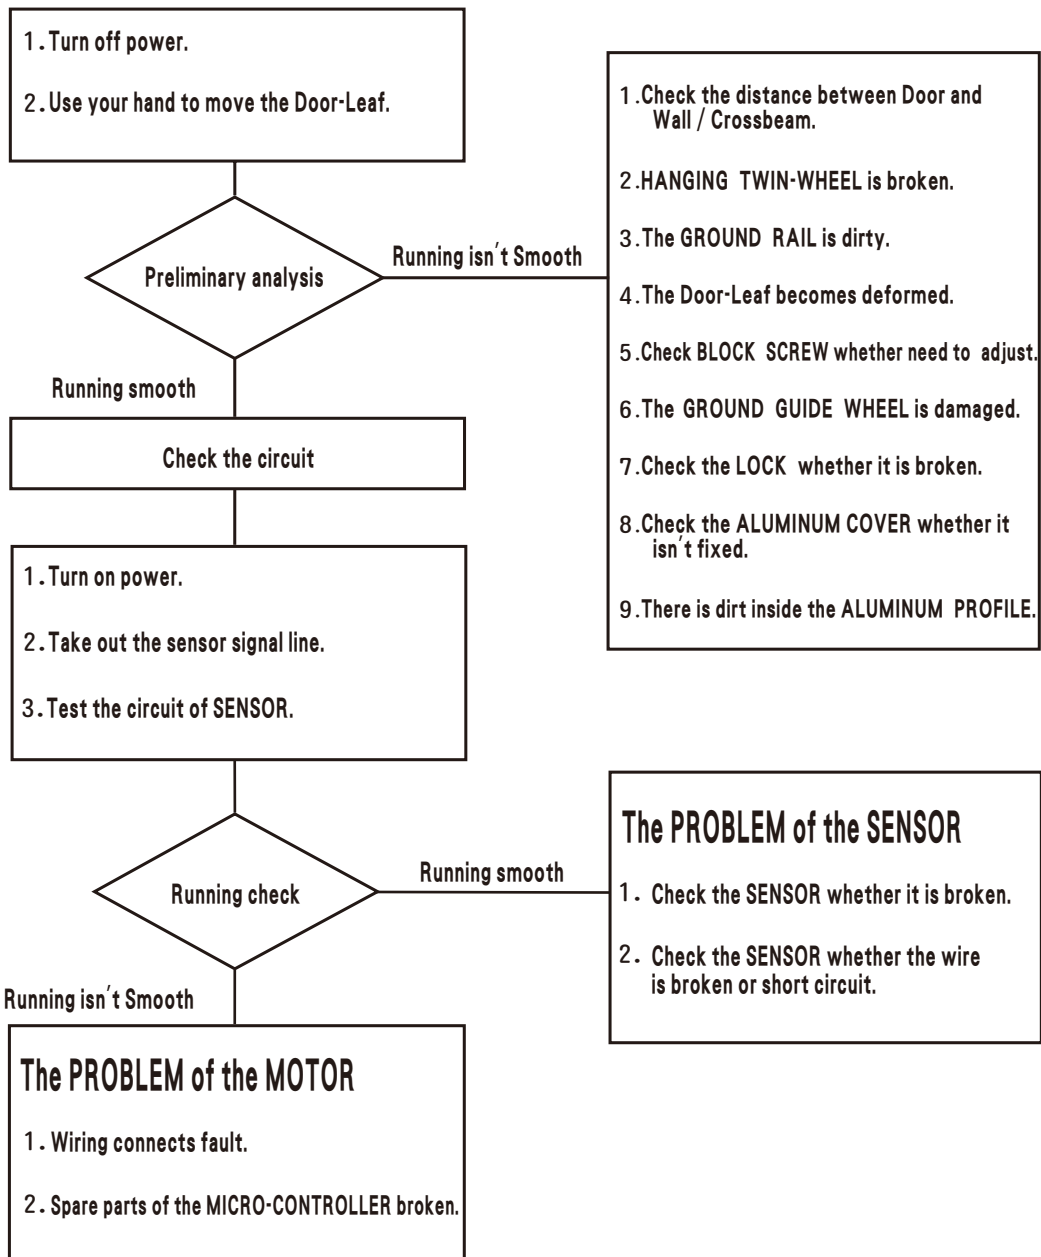 1. Turn off power.
2. Use your hand to move the Door-Leaf.
Preliminary analysis
Running isn't Smooth
1. Check the distance between Door and
Wall / Crossbeam.
2. HANGING TWIN-WHEEL is broken.
3. The GROUND RAIL is dirty.
4. The Door-Leaf becomes deformed.
5. Check BLOCK SCREW whether need to adjust.
6. The GROUND GUIDE WHEEL is damaged.
7. Check the LOCK whether it is broken.
8. Check the ALUMINUM COVER whether it
isn't fixed.
9. There is dirt inside the ALUMINUM PROFILE.
Running smooth
Check the circuit
1. Turn on power.
2. Take out the sensor signal line.
3. Test the circuit of SENSOR.
Running check
Running smooth
The PROBLEM of the SENSOR
1. Check the SENSOR whether it is broken.
2. Check the SENSOR whether the wire
is broken or short circuit.
Running isn't Smooth
The PROBLEM of the MOTOR
1. Wiring connects fault.
2. Spare parts of the MICRO-CONTROLLER broken.